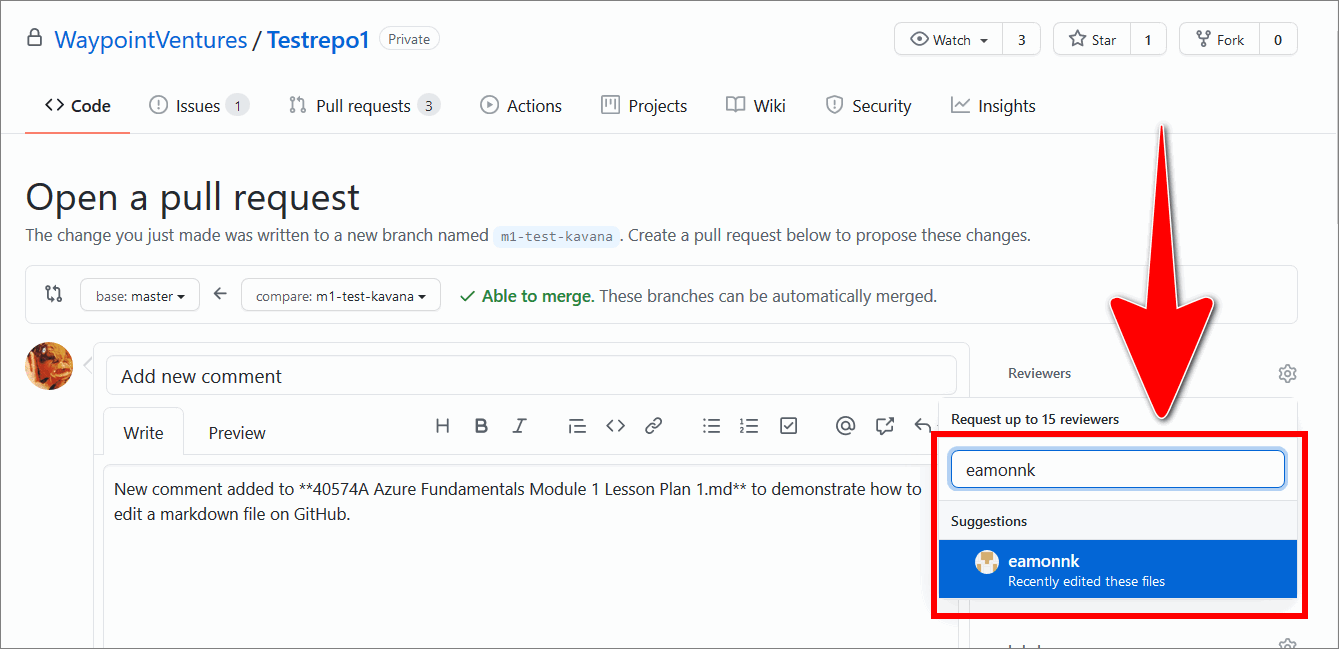 WaypointVentures / Testrepo1 Private
Watch 3 Star 1 Fork 0
Code Issues 1 Pull requests 3 Actions Projects Wiki Security Insights
Open a pull request
The change you just made was written to a new branch named m1-test-kavana . Create a pull request below to propose these changes.
base: master compare: m1-test-kavana Able to merge. These branches can be automatically merged.
Add new comment
Write Preview
New comment added to **40574A Azure Fundamentals Module 1 Lesson Plan 1.md** to demonstrate how to
edit a markdown file on GitHub.
Reviewers
Request up to 15 reviewers
eamonnk
Suggestions
eamonnk
Recently edited these files